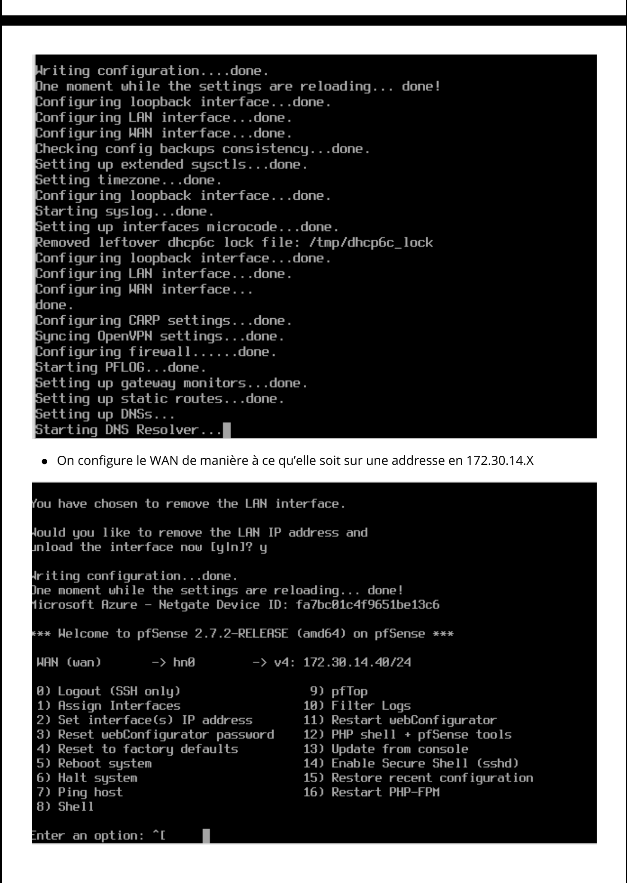 Writing configuration....done.
One moment while the settings are reloading... done!
Configuring loopback interface...done.
Configuring LAN interface...done.
Configuring WAN interface...done.
Checking config backups consistency...done.
Setting up extended sysctls...done.
Setting timezone...done.
Configuring loopback interface...done.
Starting syslog...done.
Setting up interfaces microcode...done.
Removed leftover dhcp6c lock file: /tmp/dhcp6c_lock
Configuring loopback interface...done.
Configuring LAN interface...done.
Configuring WAN interface...
done.
Configuring CARP settings...done.
Syncing OpenVPN settings...done.
Configuring firewall......done.
Starting PFLOG...done.
Setting up gateway monitors...done.
Setting up static routes...done.
Setting up DNSs...
Starting DNS Resolver...
• On configure le WAN de manière à ce qu'elle soit sur une addresse en 172.30.14.X
You have chosen to remove the LAN interface.
Would you like to remove the LAN IP address and
unload the interface now [y|n]? y
Writing configuration...done.
One moment while the settings are reloading... done!
Microsoft Azure - Netgate Device ID: fa7bc01c4f9651be13c6
*** Welcome to pfSense 2.7.2-RELEASE (amd64) on pfSense ***
WAN (wan) -> hn0 -> v4: 172.30.14.40/24
0) Logout (SSH only) 9) pfTop
1) Assign Interfaces 10) Filter Logs
2) Set interface(s) IP address 11) Restart webConfigurator
3) Reset webConfigurator password 12) PHP shell + pfSense tools
4) Reset to factory defaults 13) Update from console
5) Reboot system 14) Enable Secure Shell (sshd)
6) Halt system 15) Restore recent configuration
7) Ping host 16) Restart PHP-FPM
8) Shell
Enter an option: ^[